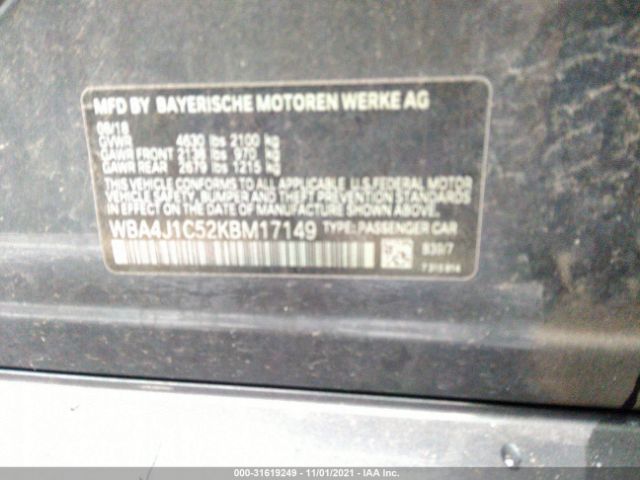 MFD BY BAYERISCHE MOTOREN WERKE AG
08/18
GVWR 4630 lbs 2100 kg
GAWR FRONT 2138 lbs 970 kg
GAWR REAR 2679 lbs 1215 kg
THIS VEHICLE CONFORMS TO ALL APPLICABLE U.S. FEDERAL MOTOR
VEHICLE SAFETY, BUMPER AND THEFT PREVENTION STANDARDS IN
EFFECT ON THE DATE OF MANUFACTURE SHOWN ABOVE.
WBA4J1C52KBM17149 TYPE: PASSENGER CAR
000-31619249 - 11/01/2021 - IAA Inc.